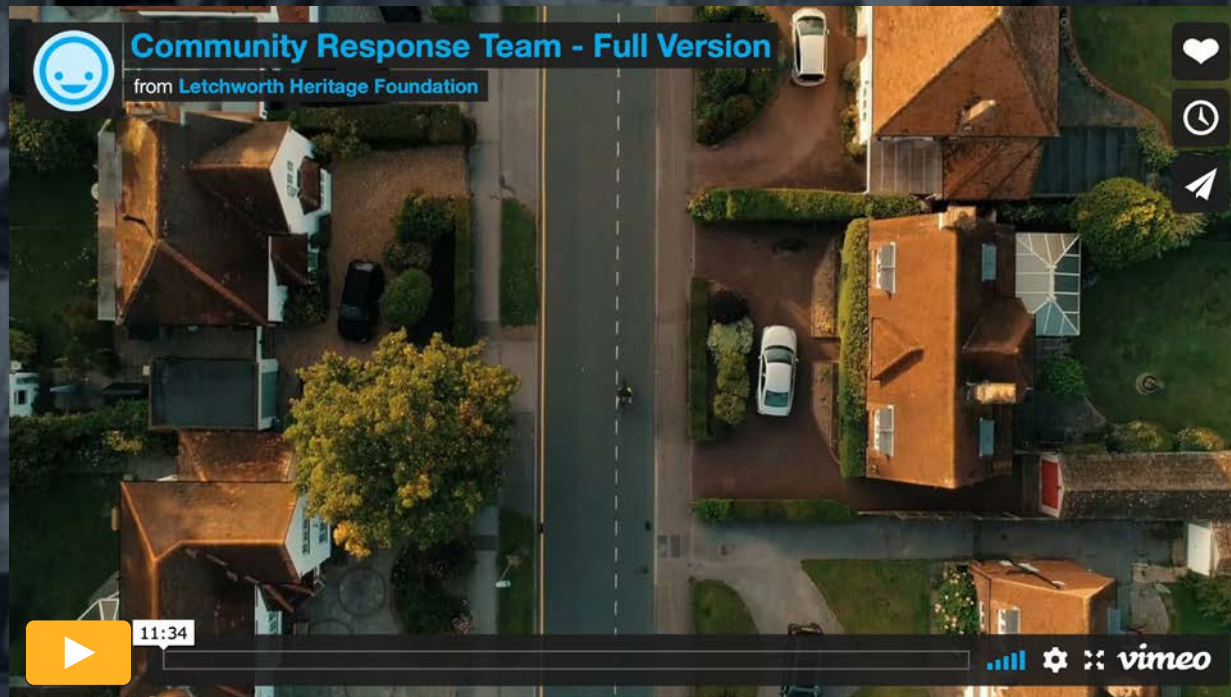 Community Response Team - Full Version
from Letchworth Heritage Foundation
11:34
vimeo